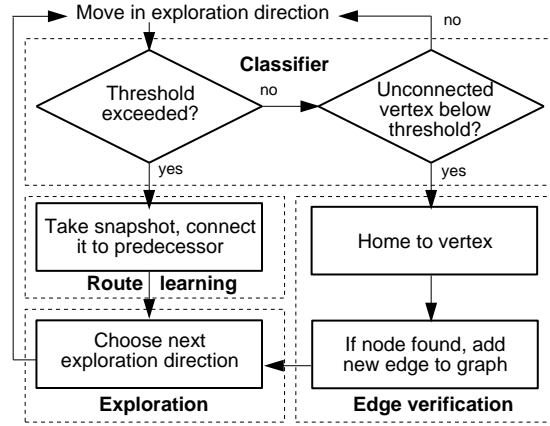 Move in exploration direction
no
Classifier
Threshold
exceeded?
no
Unconnected
vertex below
threshold?
yes
yes
Take snapshot, connect
it to predecessor
Route learning
Home to vertex
Choose next
exploration direction
If node found, add
new edge to graph
Exploration
Edge verification